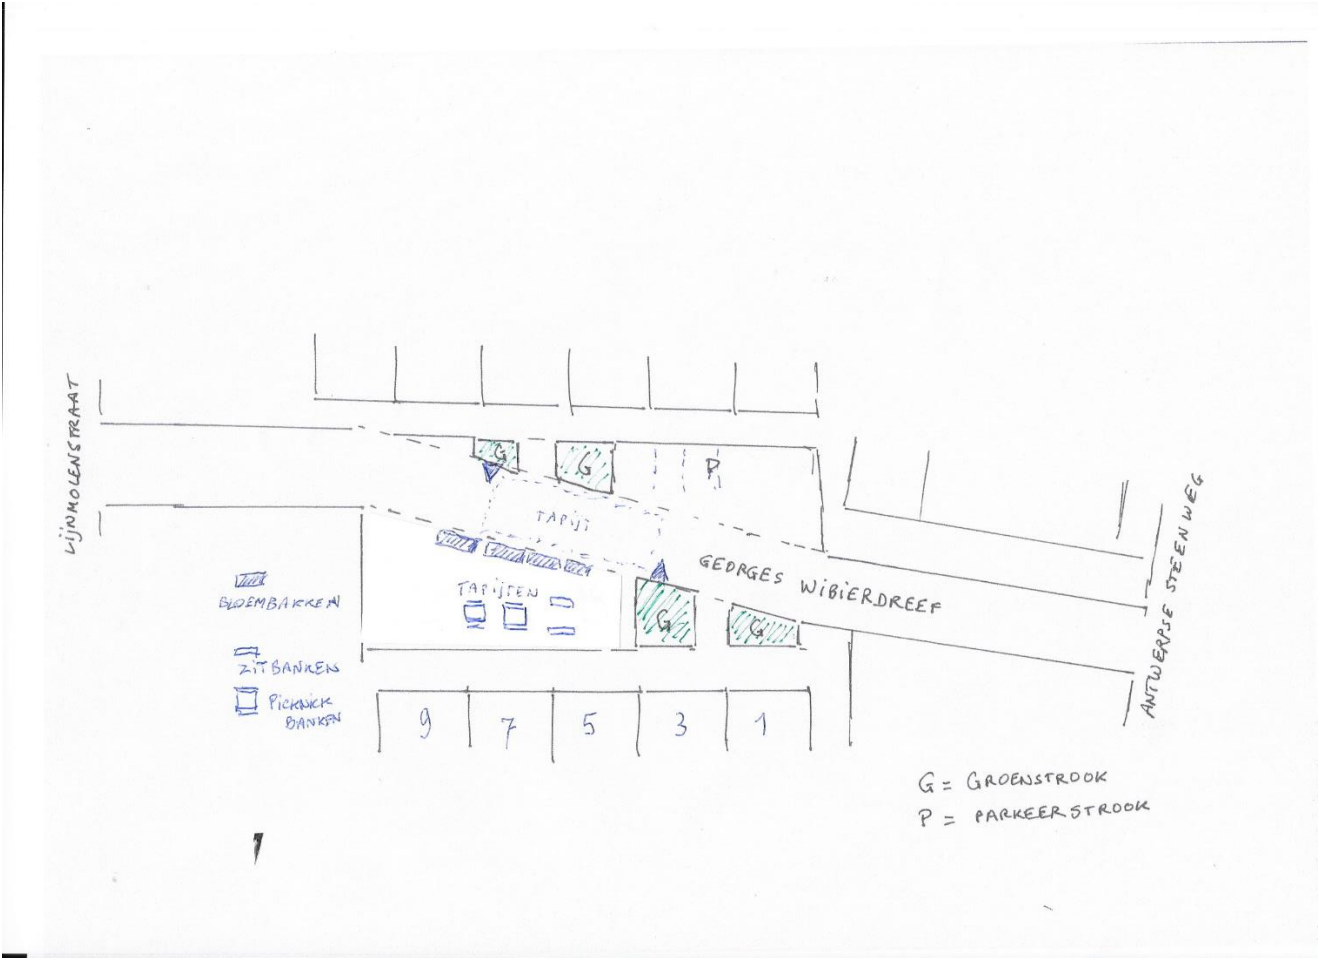 LIJNMOLENSTRAAT
G
G
P
TAPIJT
GEORGES WIBIERDREEF
ANTWERPSE STEENWEG
TAPIJTEN
BLOEMBAKKEN
G
G
ZITBANKEN
PICKNICK
BANKEN
9 7 5 3 1
G = GROENSTROOK
P = PARKEERSTROOK